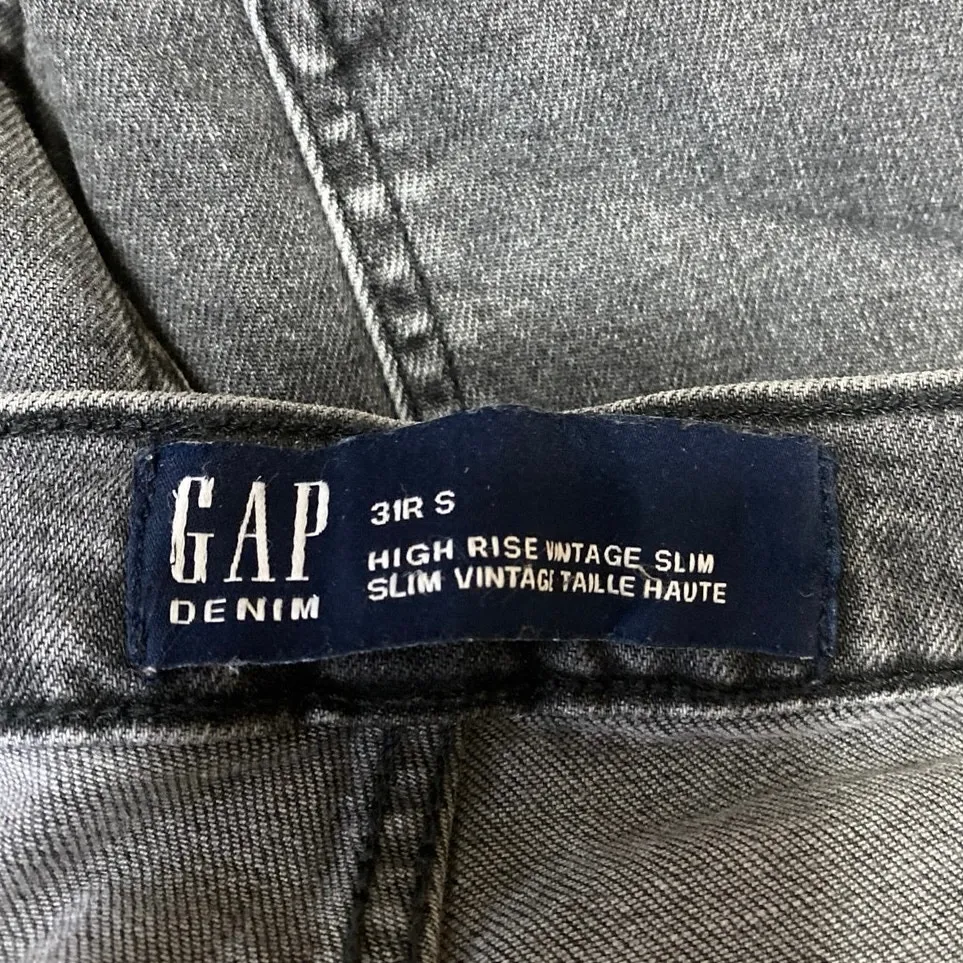 GAP
DENIM
31R S
HIGH RISE VINTAGE SLIM
SLIM VINTAGE TAILLE HAUTE